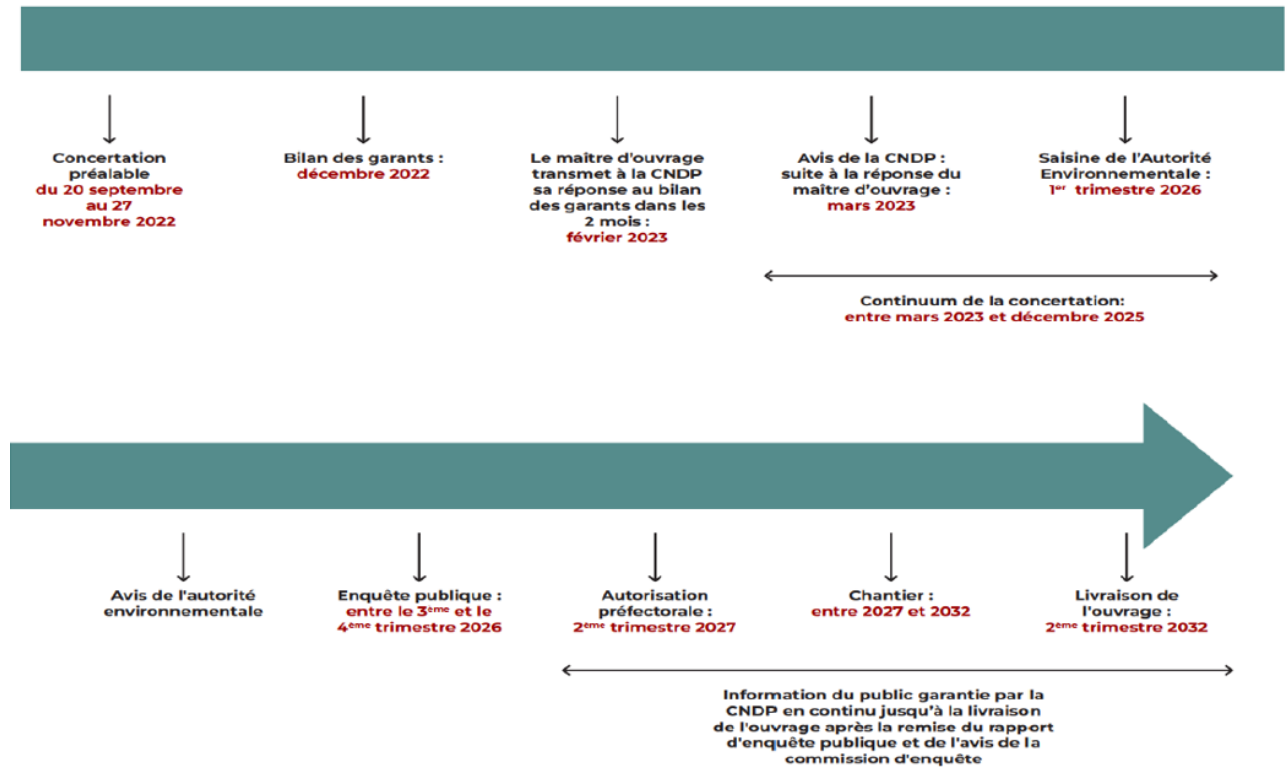 Concertation
préalable
du 20 septembre
au 27
novembre 2022
Bilan des garants :
décembre 2022
Le maître d'ouvrage
transmet à la CNDP
sa réponse au bilan
des garants dans les
2 mois :
février 2023
Avis de la CNDP :
suite à la réponse du
maître d'ouvrage :
mars 2023
Saisine de l'Autorité
Environnementale :
1er trimestre 2026
Continuum de la concertation:
entre mars 2023 et décembre 2025
Avis de l'autorité
environnementale
Enquête publique :
entre le 3ème et le
4ème trimestre 2026
Autorisation
préfectorale :
2ème trimestre 2027
Chantier :
entre 2027 et 2032
Livraison de
l'ouvrage :
2ème trimestre 2032
Information du public garantie par la
CNDP en continu jusqu'à la livraison
de l'ouvrage après la remise du rapport
d'enquête publique et de l'avis de la
commission d'enquête